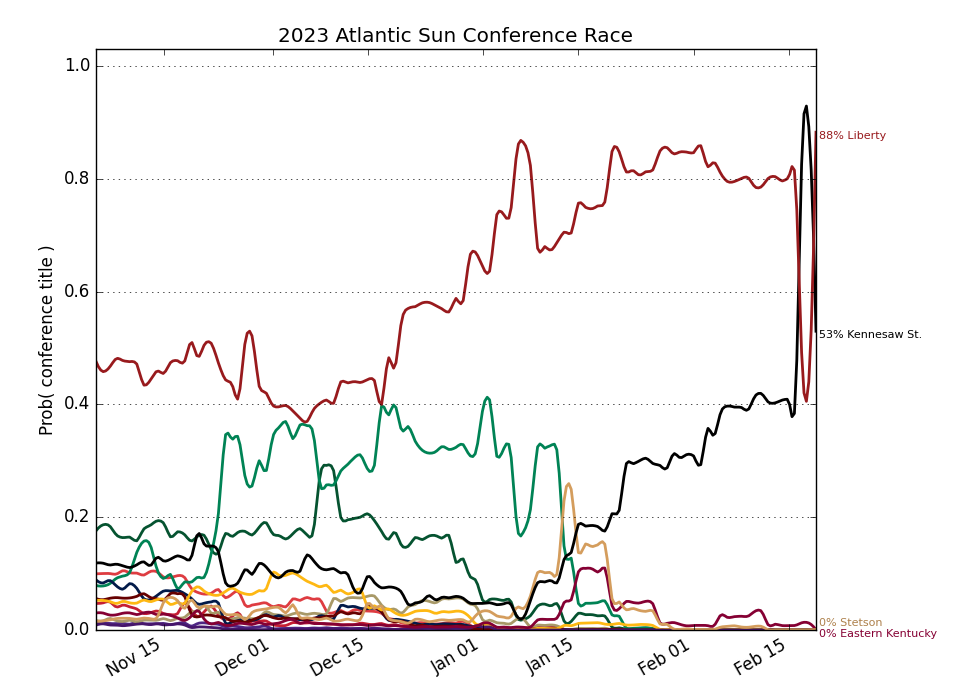 2023 Atlantic Sun Conference Race
Prob( conference title )
1.0
0.8
0.6
0.4
0.2
0.0
88% Liberty
53% Kennesaw St.
0% Stetson
0% Eastern Kentucky
Nov 15
Dec 01
Dec 15
Jan 01
Jan 15
Feb 01
Feb 15